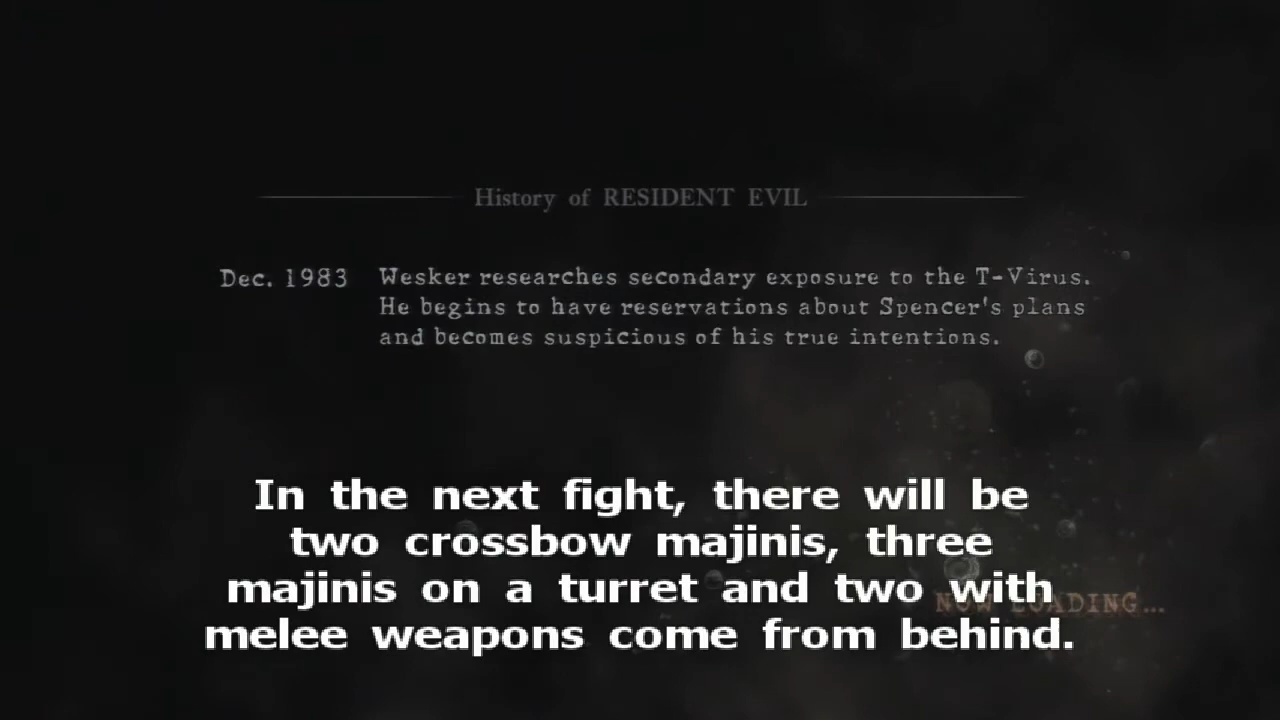 History of RESIDENT EVIL
Dec. 1983 Wesker researches secondary exposure to the T-Virus.
He begins to have reservations about Spencer's plans
and becomes suspicious of his true intentions.
In the next fight, there will be
two crossbow majinis, three
majinis on a turret and two with
NOW LOADING...
melee weapons come from behind.